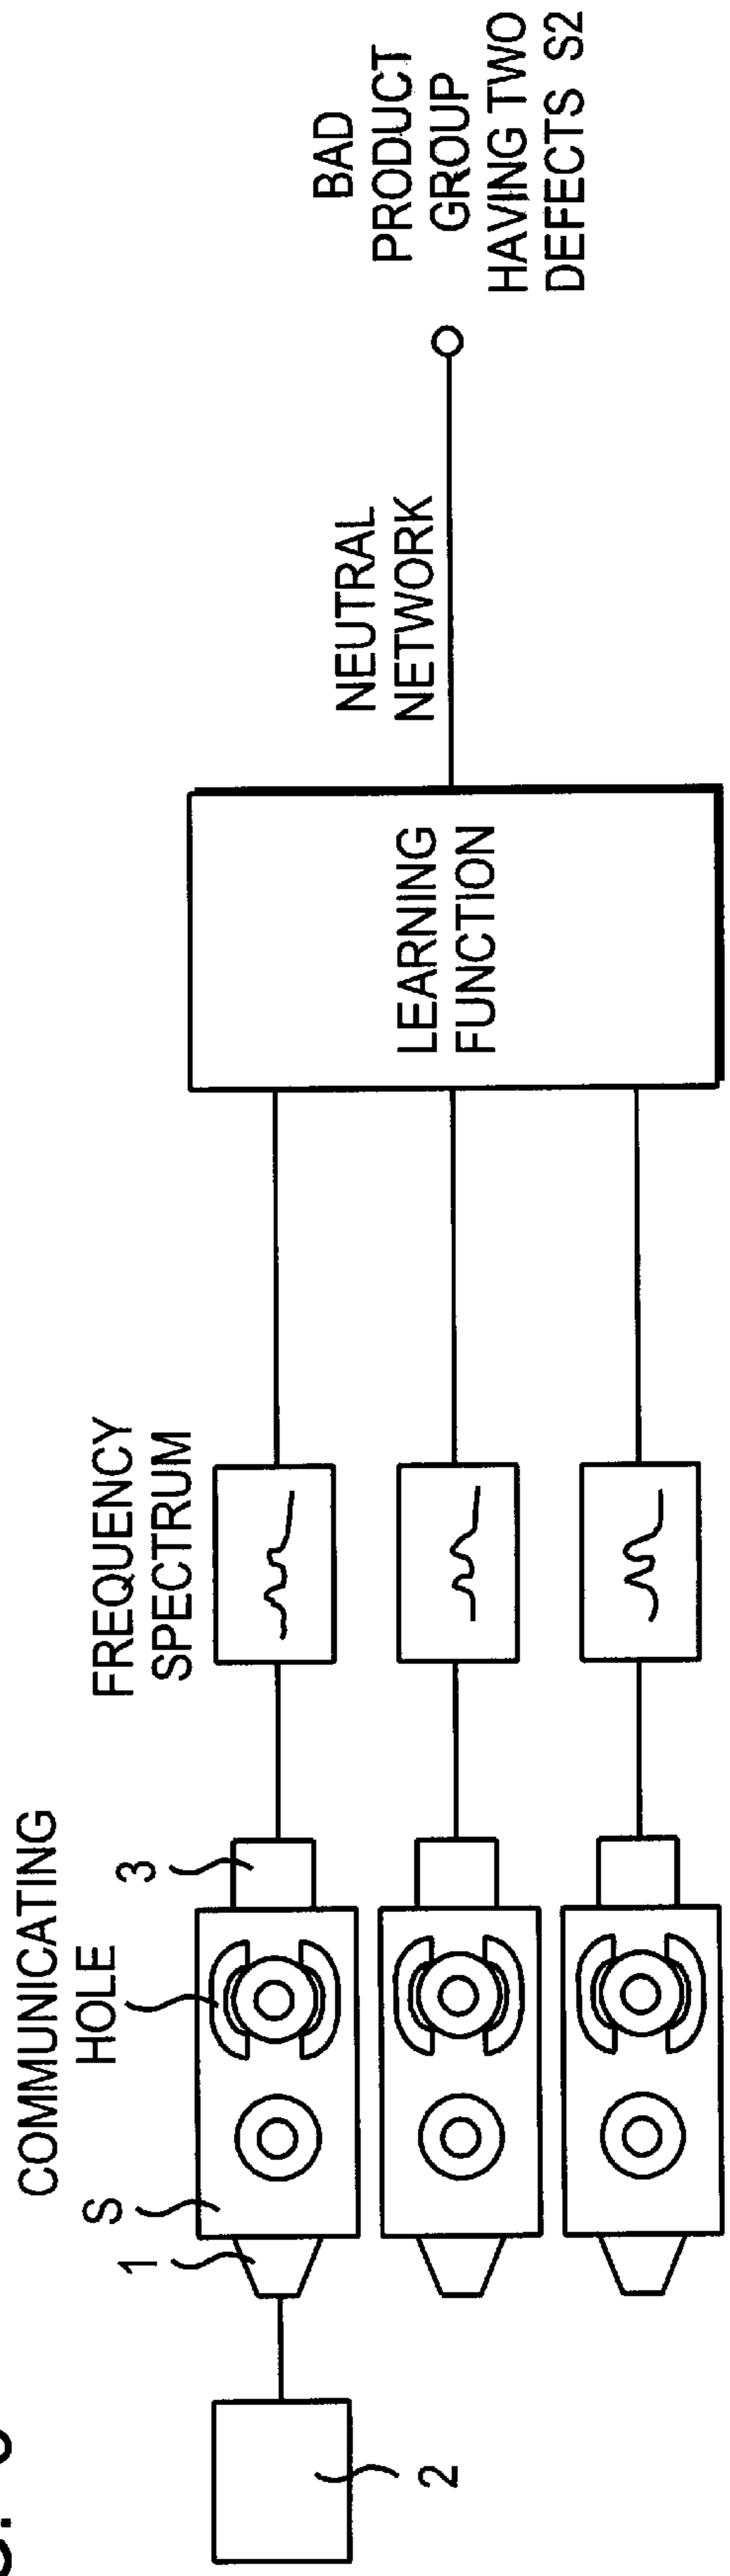 COMMUNICATING
HOLE
S
1
2
3
FREQUENCY
SPECTRUM
LEARNING
FUNCTION
NEUTRAL
NETWORK
BAD
PRODUCT
GROUP
HAVING TWO
DEFECTS S2